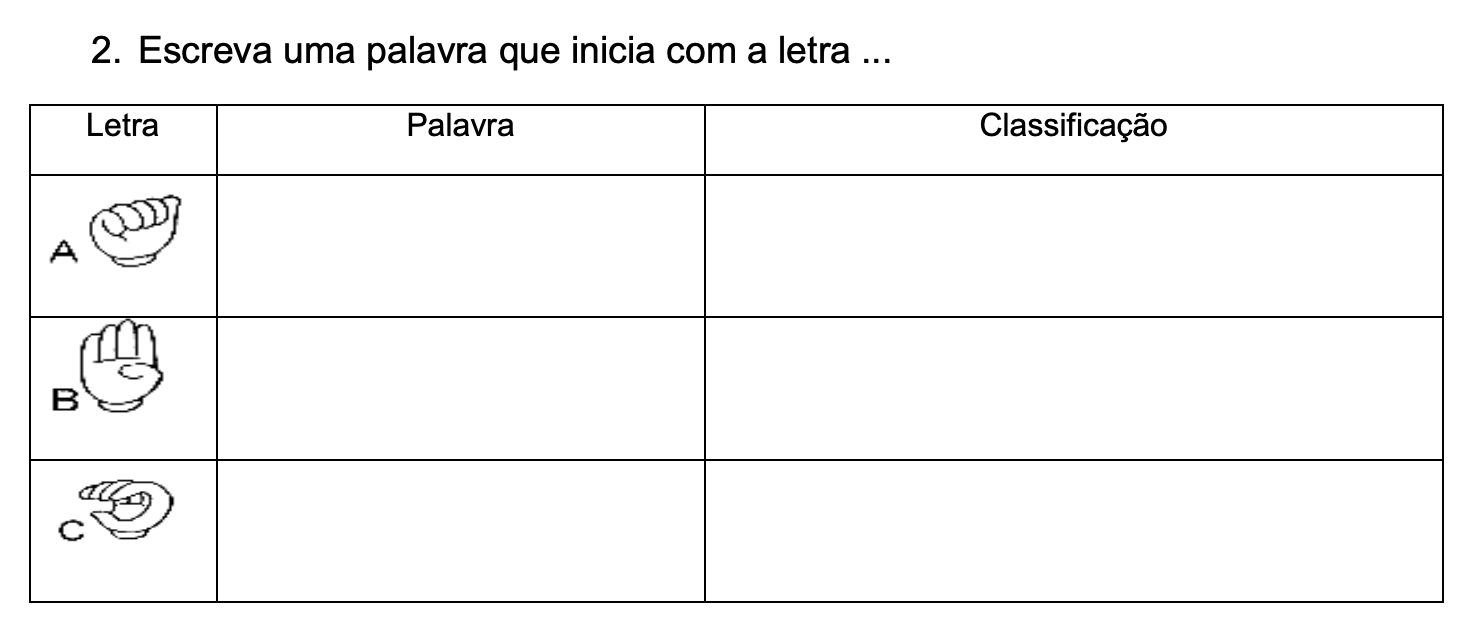 2. Escreva uma palavra que inicia com a letra ...
Letra Palavra Classificação
A
B
C